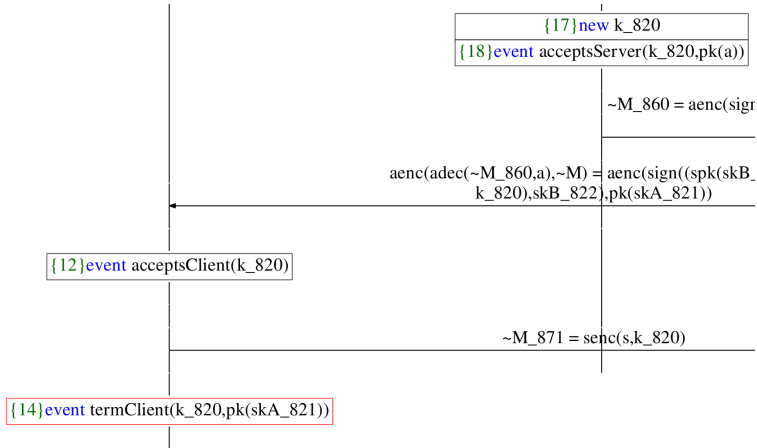 {17}new k_820
{18}event acceptsServer(k_820,pk(a))
~M_860 = aenc(sign
aenc(adec(~M_860,a),~M) = aenc(sign((spk(skB_
k_820),skB_822),pk(skA_821))
{12}event acceptsClient(k_820)
~M_871 = senc(s,k_820)
{14}event termClient(k_820,pk(skA_821))